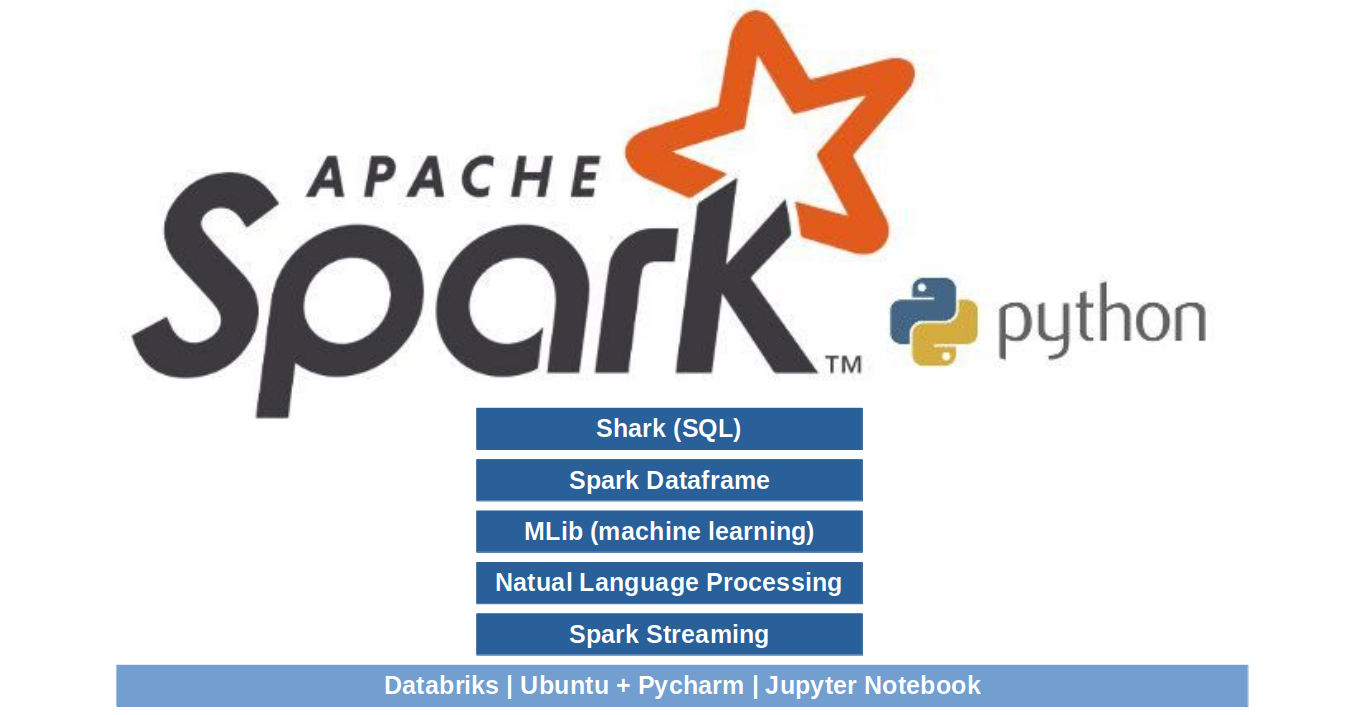 APACHE
Spark™
python
Shark (SQL)
Spark Dataframe
MLib (machine learning)
Natual Language Processing
Spark Streaming
Databriks | Ubuntu + Pycharm | Jupyter Notebook